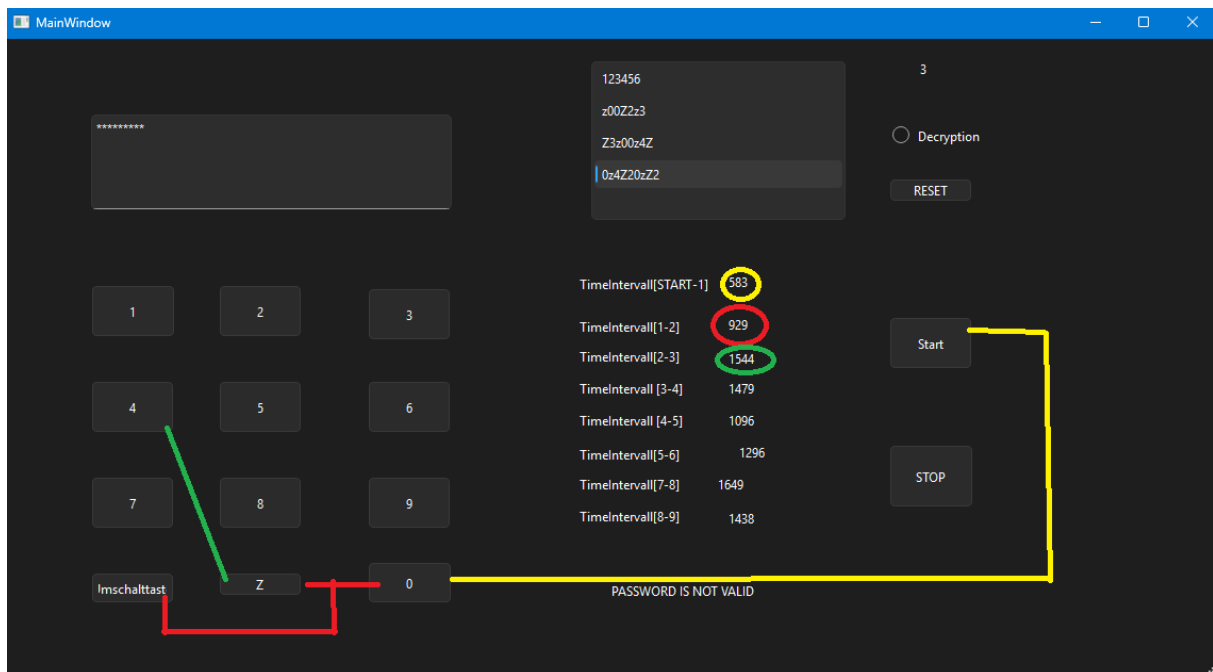 MainWindow
*********
123456
z00Z2z3
Z3z00z4Z
0z4Z20zZ2
3
Decryption
RESET
1 2 3
4 5 6
7 8 9
!mschalttast Z 0
TimeIntervall[START-1] 583
TimeIntervall[1-2] 929
TimeIntervall[2-3] 1544
TimeIntervall [3-4] 1479
TimeIntervall [4-5] 1096
TimeIntervall[5-6] 1296
TimeIntervall[7-8] 1649
TimeIntervall[8-9] 1438
Start
STOP
PASSWORD IS NOT VALID